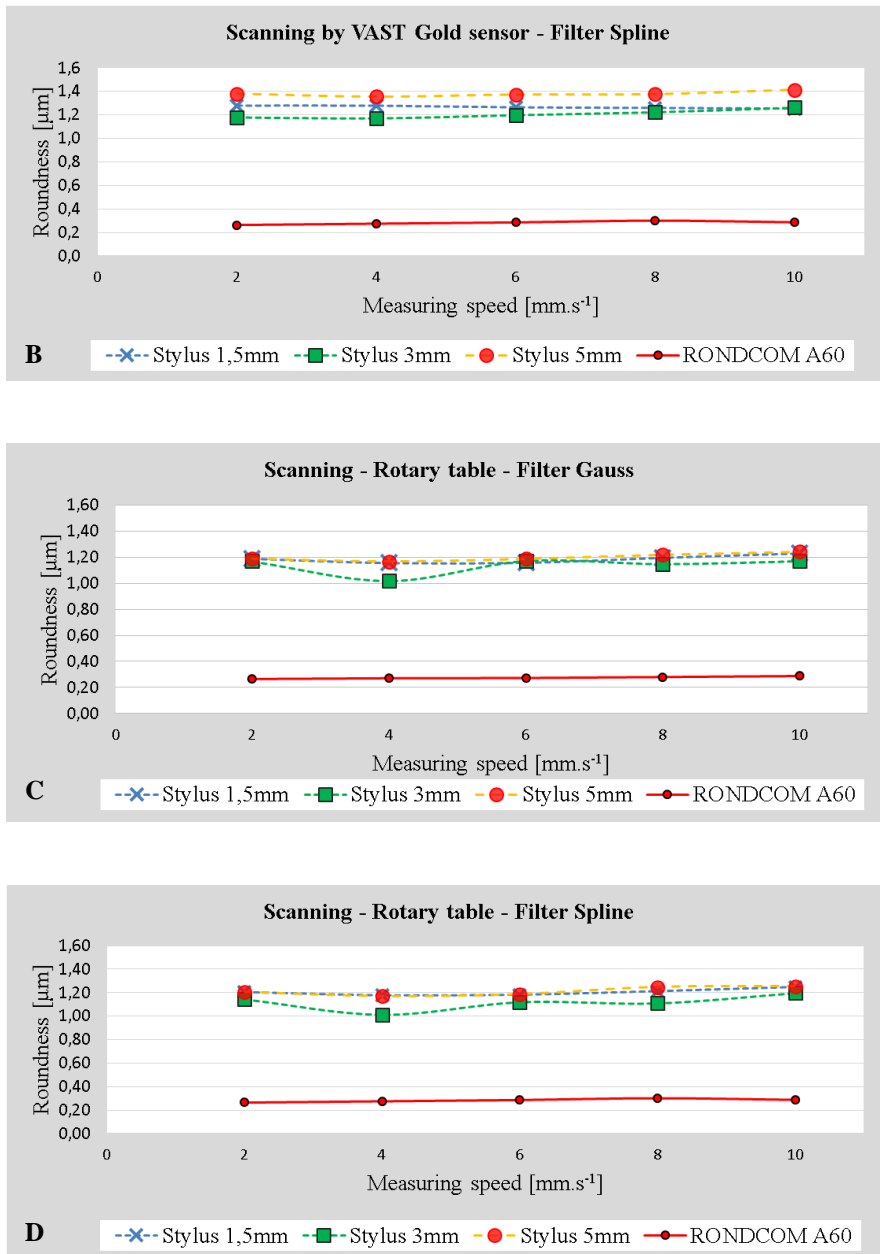 Scanning by VAST Gold sensor - Filter Spline
Roundness [µm]
1,6
1,4
1,2
1,0
0,8
0,6
0,4
0,2
0,0
0 2 4 6 8 10
Measuring speed [mm.s⁻¹]
B
Stylus 1,5mm Stylus 3mm Stylus 5mm RONDCOM A60
Scanning - Rotary table - Filter Gauss
Roundness [µm]
1,60
1,40
1,20
1,00
0,80
0,60
0,40
0,20
0,00
0 2 4 6 8 10
Measuring speed [mm.s⁻¹]
C
Stylus 1,5mm Stylus 3mm Stylus 5mm RONDCOM A60
Scanning - Rotary table - Filter Spline
Roundness [µm]
1,60
1,40
1,20
1,00
0,80
0,60
0,40
0,20
0,00
0 2 4 6 8 10
Measuring speed [mm.s⁻¹]
D
Stylus 1,5mm Stylus 3mm Stylus 5mm RONDCOM A60